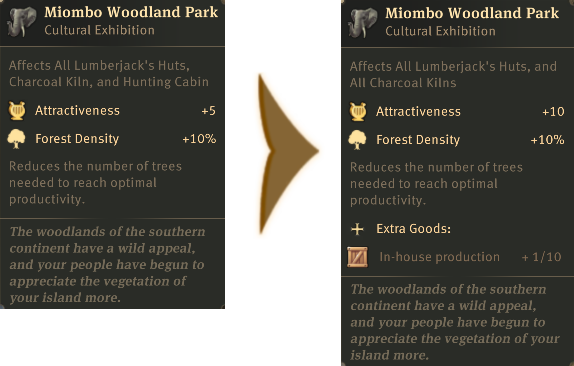 Miombo Woodland Park
Cultural Exhibition
Affects All Lumberjack's Huts,
Charcoal Kiln, and Hunting Cabin
Attractiveness +5
Forest Density +10%
Reduces the number of trees
needed to reach optimal
productivity.
The woodlands of the southern
continent have a wild appeal,
and your people have begun to
appreciate the vegetation of
your island more.
Miombo Woodland Park
Cultural Exhibition
Affects All Lumberjack's Huts, and
All Charcoal Kilns
Attractiveness +10
Forest Density +10%
Reduces the number of trees
needed to reach optimal
productivity.
Extra Goods:
In-house production + 1/10
The woodlands of the southern
continent have a wild appeal,
and your people have begun to
appreciate the vegetation of your
island more.